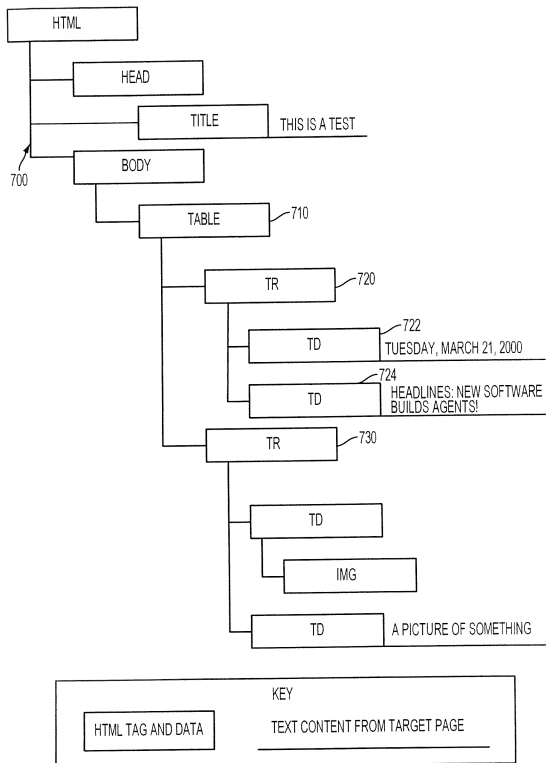 HTML
HEAD
TITLE
THIS IS A TEST
700
BODY
TABLE
710
TR
720
722
TD
TUESDAY, MARCH 21, 2000
724
TD
HEADLINES: NEW SOFTWARE
BUILDS AGENTS!
TR
730
TD
IMG
TD
A PICTURE OF SOMETHING
KEY
HTML TAG AND DATA
TEXT CONTENT FROM TARGET PAGE